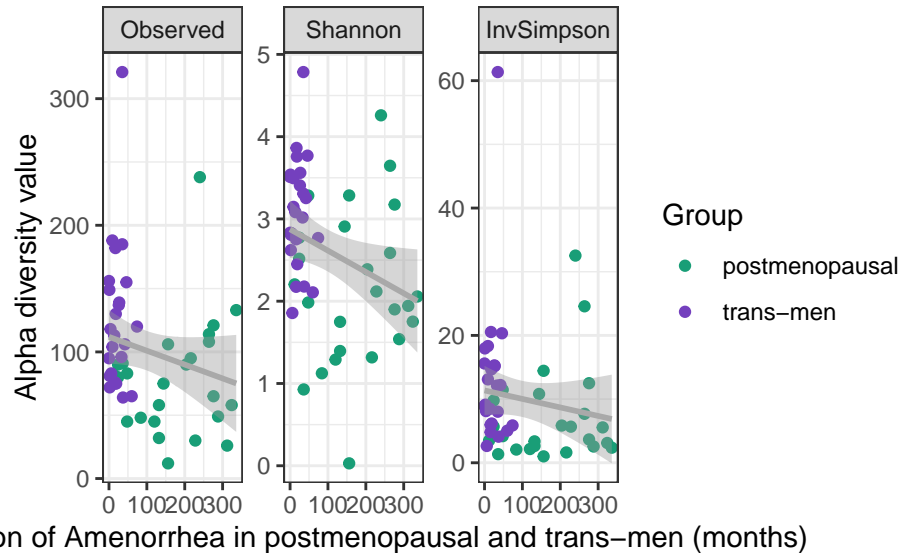 Observed Shannon InvSimpson
Alpha diversity value
300
200
100
0
5
4
3
2
1
0
60
40
20
0
0 100 200 300 0 100 200 300 0 100 200 300
on of Amenorrhea in postmenopausal and trans−men (months)
Group
postmenopausal
trans−men